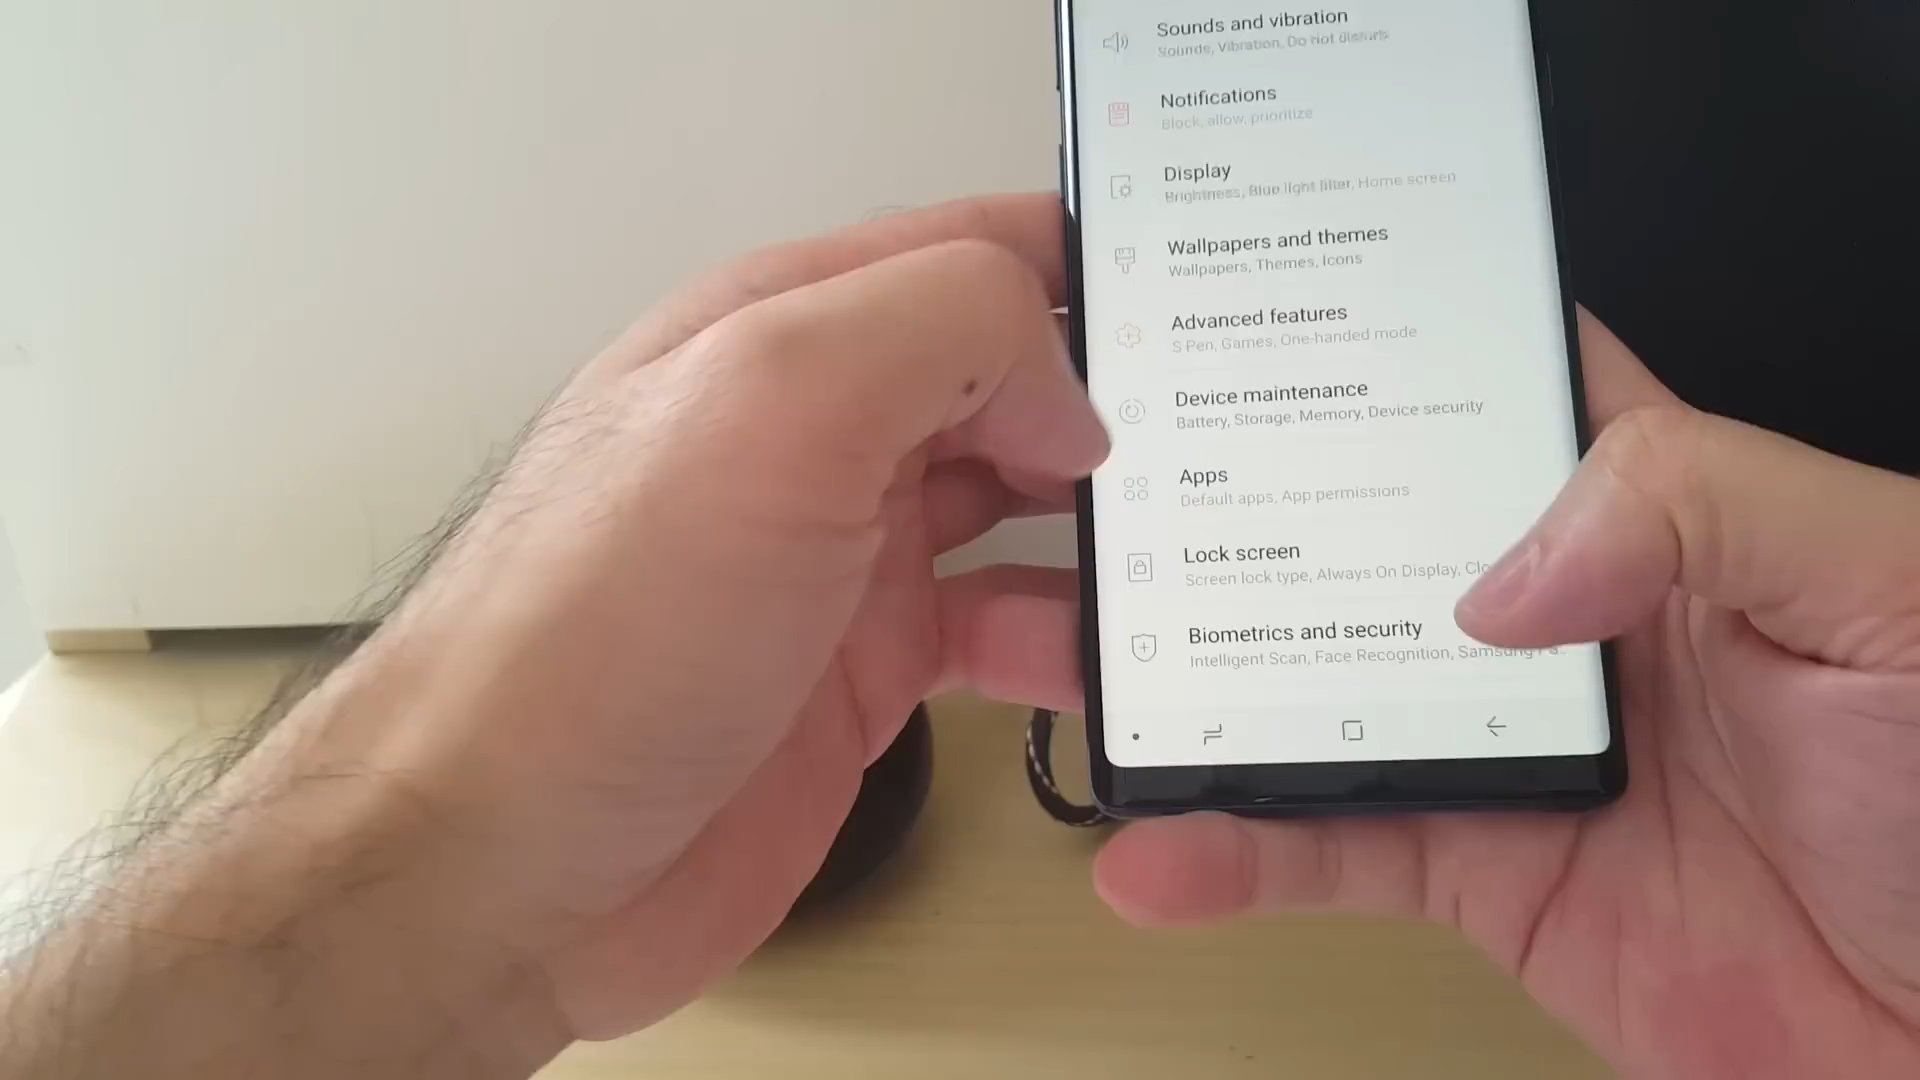 Sounds and vibration
Sounds, Vibration, Do not disturb
Notifications
Block, allow, prioritize
Display
Brightness, Blue light filter, Home screen
Wallpapers and themes
Wallpapers, Themes, Icons
Advanced features
S Pen, Games, One-handed mode
Device maintenance
Battery, Storage, Memory, Device security
Apps
Default apps, App permissions
Lock screen
Screen lock type, Always On Display, Clo
Biometrics and security
Intelligent Scan, Face Recognition, Samsung Pa...